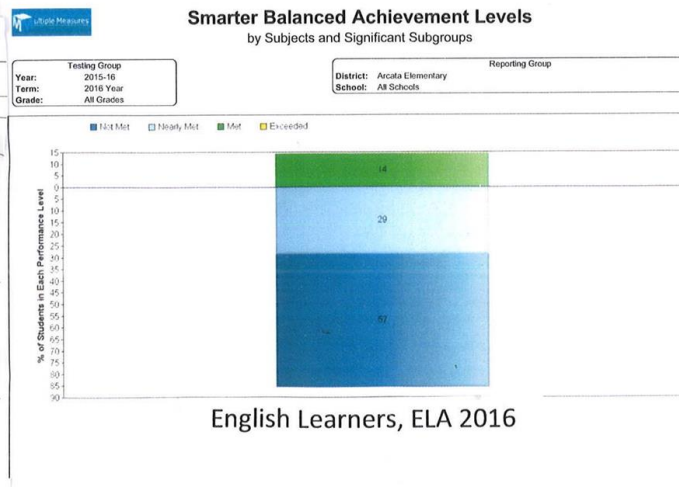 ultiple Measures
Smarter Balanced Achievement Levels
by Subjects and Significant Subgroups
Testing Group
Year: 2015-16
Term: 2016 Year
Grade: All Grades
Reporting Group
District: Arcata Elementary
School: All Schools
Not Met Nearly Met Met Exceeded
% of Students in Each Performance Level
15
10
5
0
5
10
15
20
25
30
35
40
45
50
55
60
65
70
75
80
85
90
14
29
57
English Learners, ELA 2016